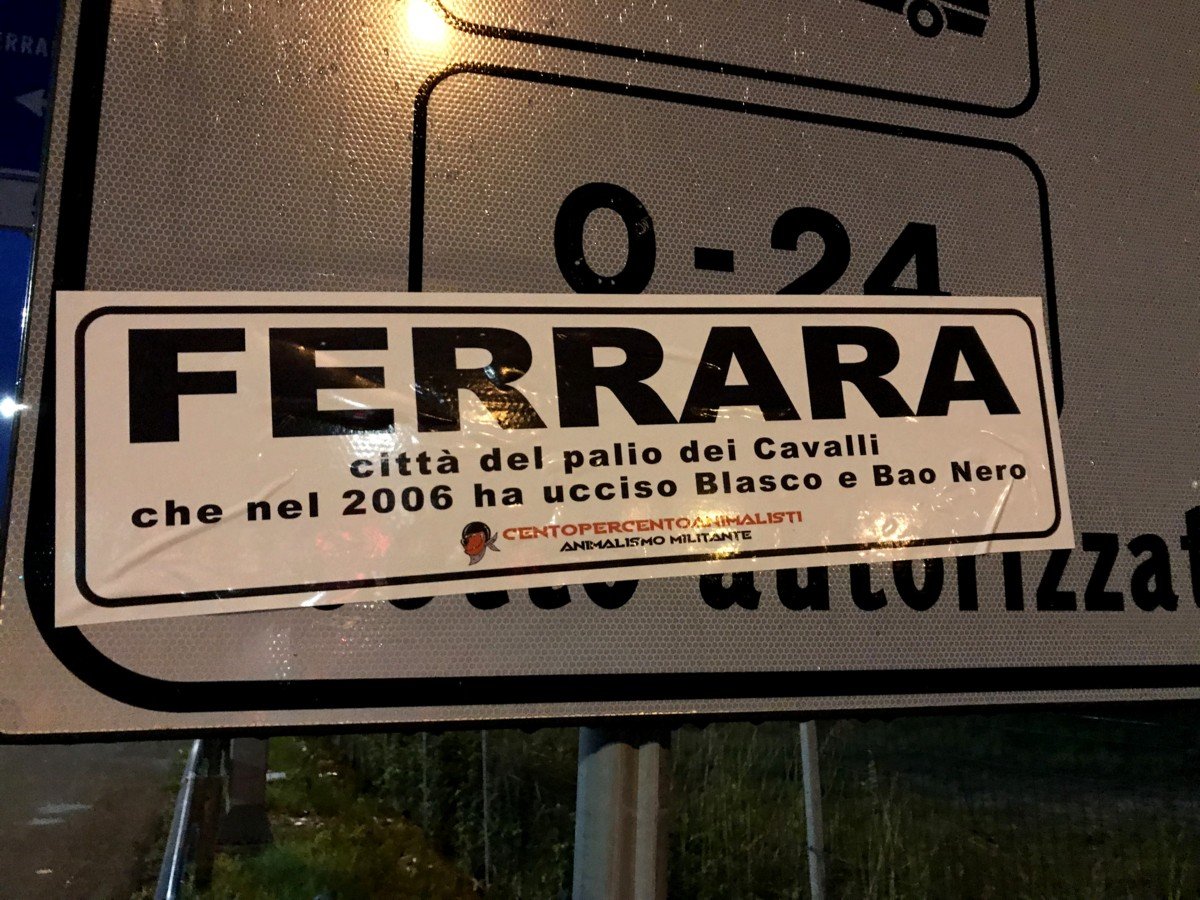 0-24
FERRARA
città del palio dei Cavalli
che nel 2006 ha ucciso Blasco e Bao Nero
CENTOPERCENTOANIMALISTI
ANIMALISMO MILITANTE